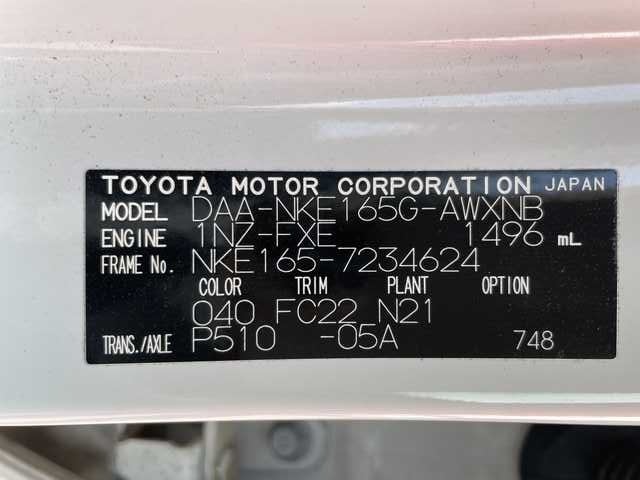 TOYOTA MOTOR CORPORATION JAPAN
MODEL DAA-NKE165G-AWXNB
ENGINE 1NZ-FXE 1496 mL
FRAME No. NKE165-7234624
COLOR TRIM PLANT OPTION
040 FC22 N21
TRANS./AXLE P510 -05A 748